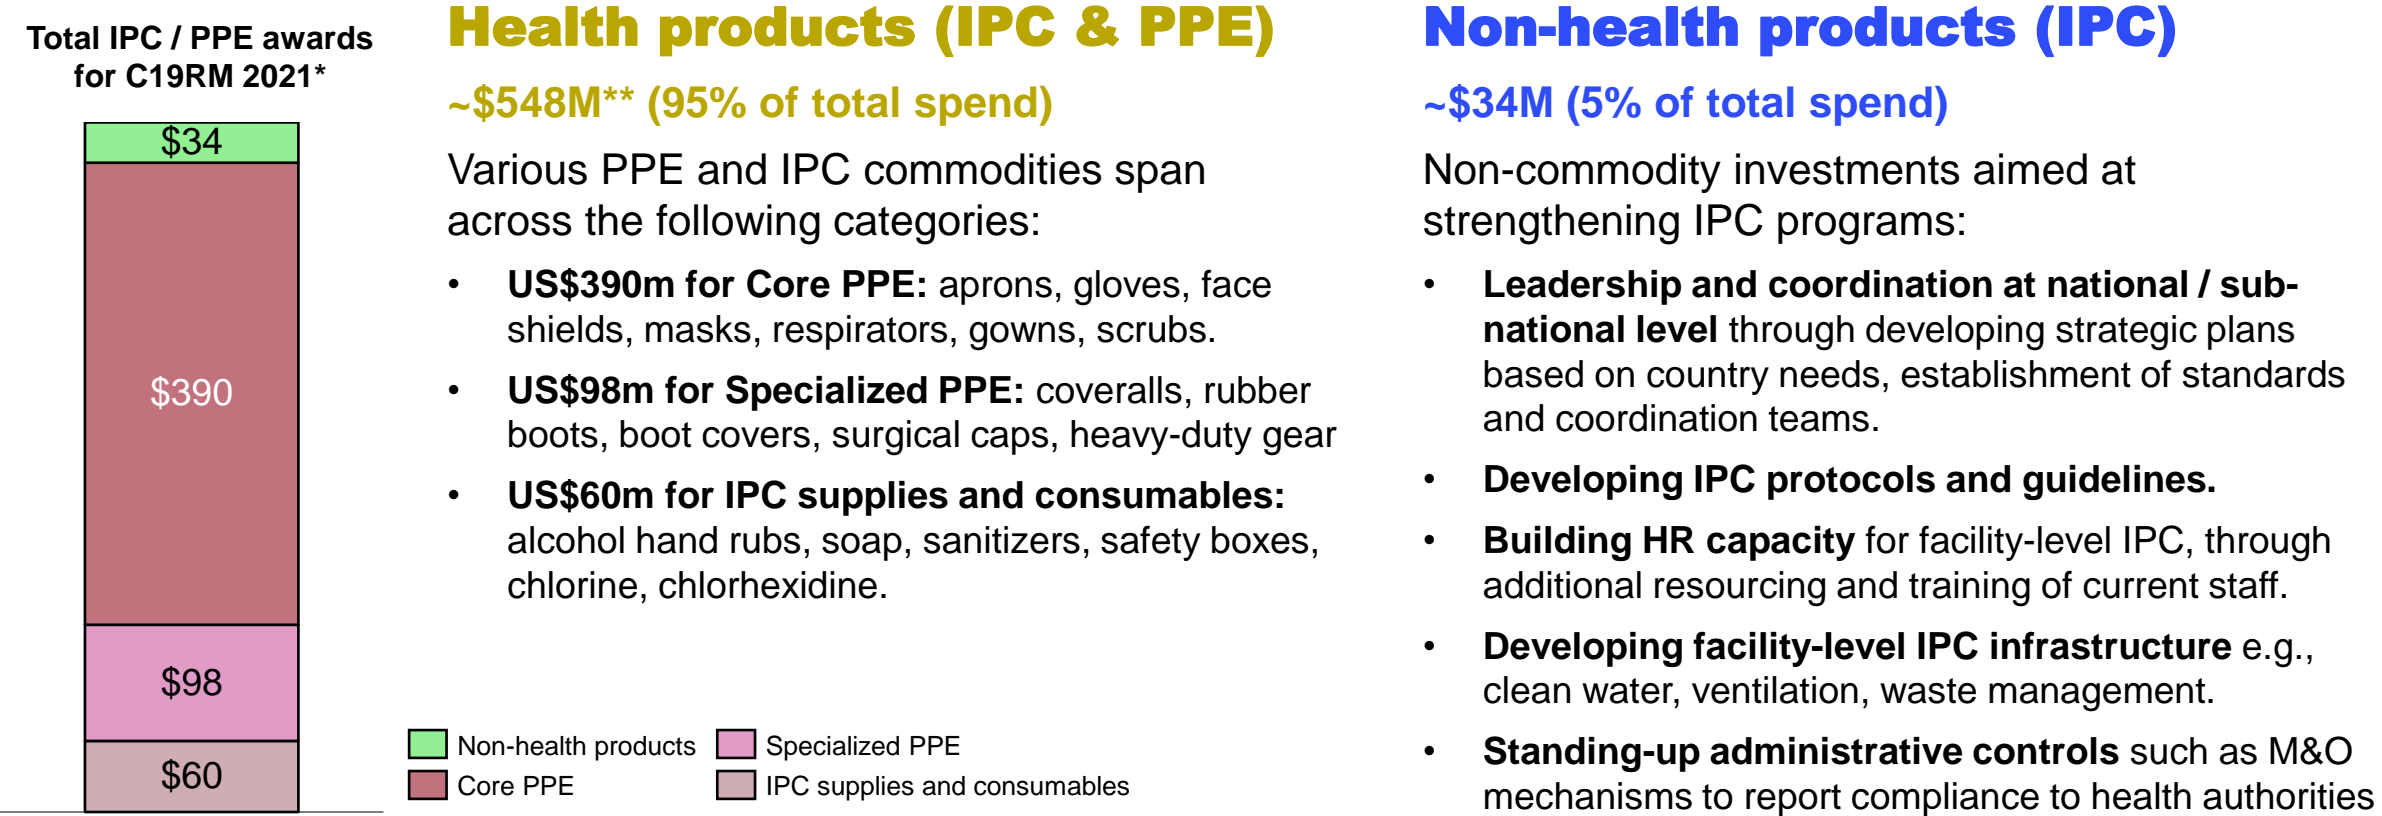 Total IPC / PPE awards
for C19RM 2021*
$34
$390
$98
$60
Health products (IPC & PPE)
~$548M** (95% of total spend)
Various PPE and IPC commodities span
across the following categories:
• US$390m for Core PPE: aprons, gloves, face
shields, masks, respirators, gowns, scrubs.
• US$98m for Specialized PPE: coveralls, rubber
boots, boot covers, surgical caps, heavy-duty gear
• US$60m for IPC supplies and consumables:
alcohol hand rubs, soap, sanitizers, safety boxes,
chlorine, chlorhexidine.
Non-health products
Core PPE
Specialized PPE
IPC supplies and consumables
Non-health products (IPC)
~$34M (5% of total spend)
Non-commodity investments aimed at
strengthening IPC programs:
• Leadership and coordination at national / sub-
national level through developing strategic plans
based on country needs, establishment of standards
and coordination teams.
• Developing IPC protocols and guidelines.
• Building HR capacity for facility-level IPC, through
additional resourcing and training of current staff.
• Developing facility-level IPC infrastructure e.g.,
clean water, ventilation, waste management.
• Standing-up administrative controls such as M&O
mechanisms to report compliance to health authorities